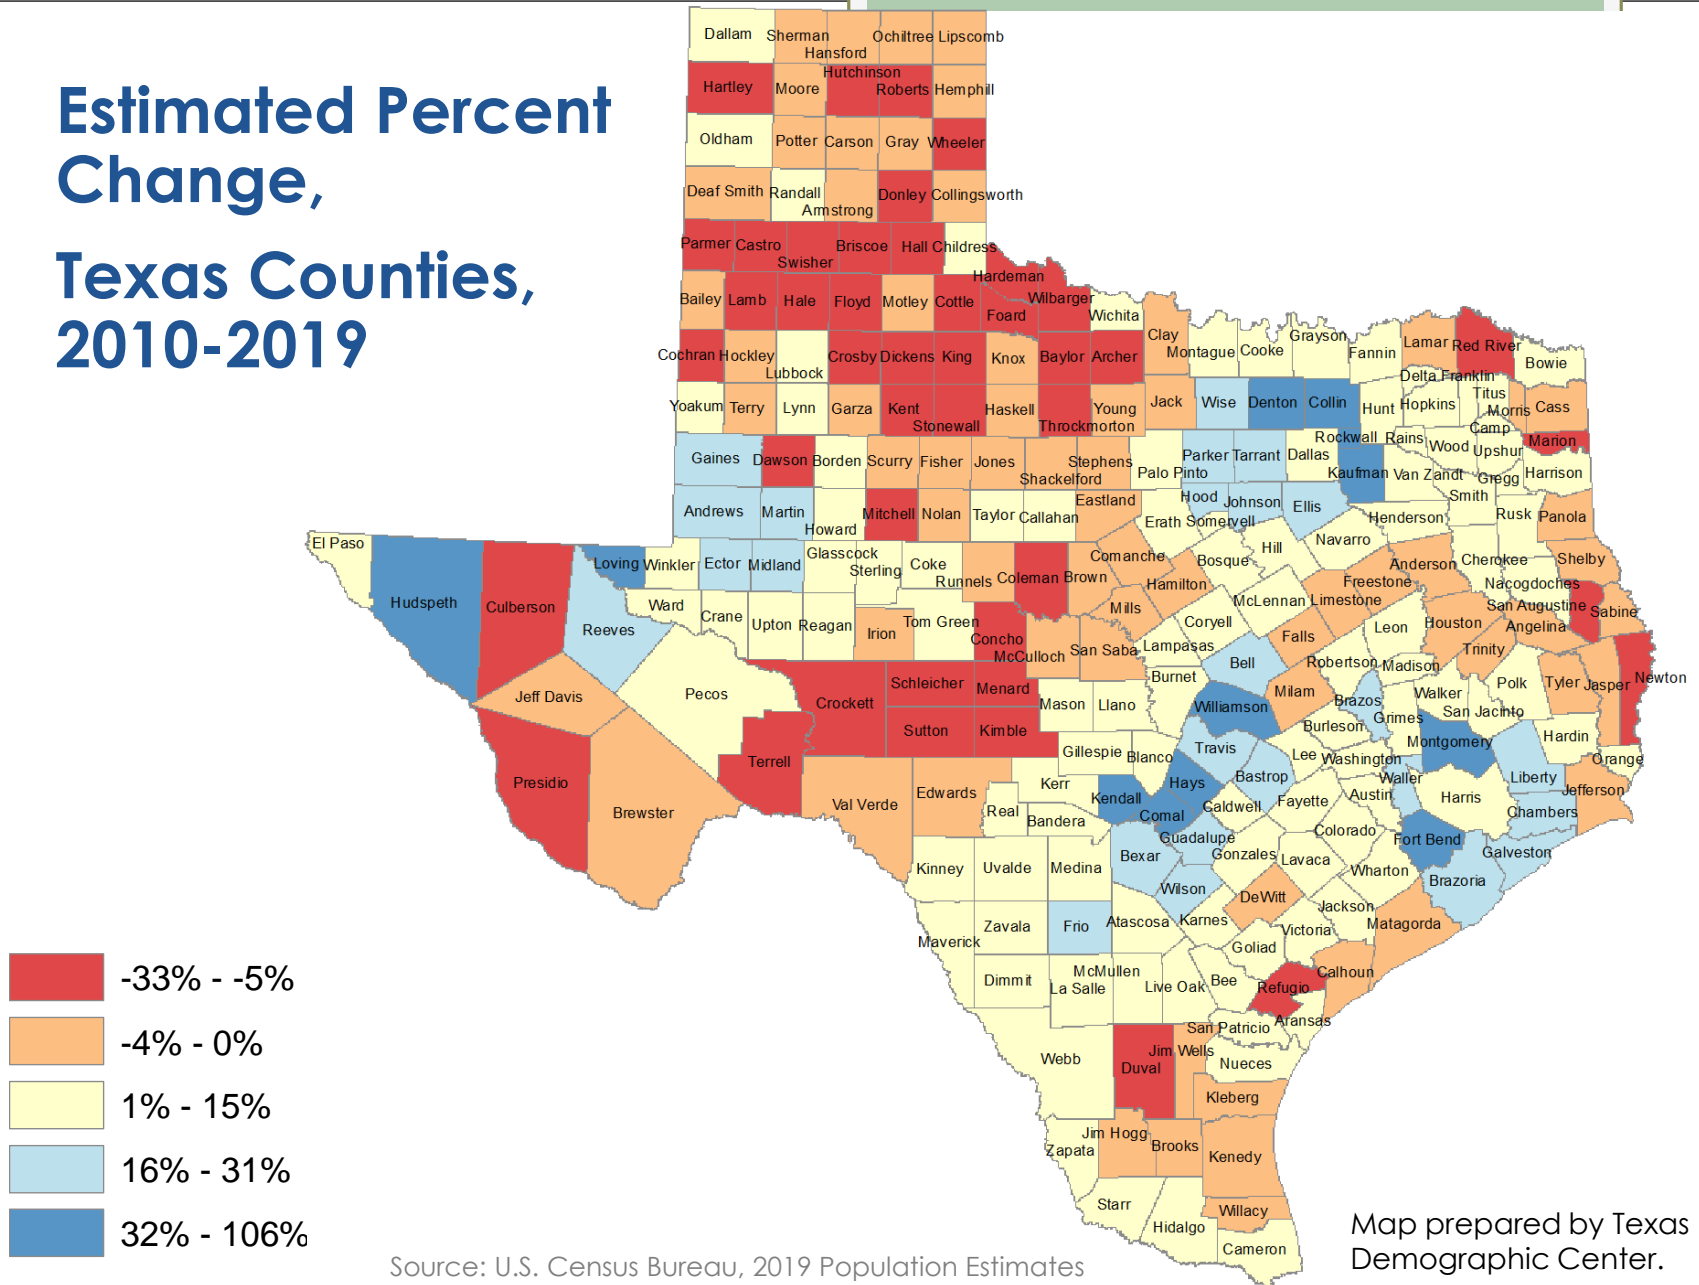 Estimated Percent
Change,
Texas Counties,
2010-2019
Dallam Sherman Ochiltree Lipscomb
Hansford
Hutchinson
Hartley Moore Roberts Hemphill
Oldham Potter Carson Gray Wheeler
Deaf Smith Randall Donley Collingsworth
Armstrong
Parmer Castro Briscoe Hall Childress
Swisher
Hardeman
Bailey Lamb Hale Floyd Motley Cottle Wilbarger
Foard Wichita
Clay
Cochran Hockley Crosby Dickens King Knox Baylor Archer Montague Cooke Grayson Fannin Lamar Red River Bowie
Lubbock
Delta Franklin
Yoakum Terry Lynn Garza Kent Haskell Young Jack Wise Denton Collin Hunt Hopkins Titus Morris Cass
Stonewall Throckmorton Camp
Rockwall Rains Wood Upshur Marion
Gaines Dawson Borden Scurry Fisher Jones Stephens Palo Pinto Parker Tarrant Dallas Kaufman Van Zandt Gregg Harrison
Shackelford Smith
Andrews Martin Mitchell Nolan Taylor Callahan Eastland Hood Johnson Ellis Henderson Rusk Panola
Howard Erath Somervell
El Paso Loving Winkler Ector Midland Glasscock Sterling Coke Comanche Bosque Hill Navarro Anderson Cherokee Shelby
Runnels Coleman Brown Hamilton Freestone Nacogdoches
Hudspeth Culberson Reeves Ward Crane Upton Reagan Irion Tom Green Mills McLennan Limestone San Augustine Sabine
Concho Coryell Leon Houston Angelina
McCulloch San Saba Lampasas Falls Trinity
Jeff Davis Pecos Crockett Schleicher Menard Burnet Bell Robertson Madison Polk Tyler Jasper Newton
Mason Llano Williamson Milam Brazos Walker San Jacinto
Sutton Kimble Burleson Grimes
Presidio Terrell Gillespie Blanco Travis Lee Washington Montgomery Hardin Orange
Brewster Val Verde Edwards Kerr Kendall Hays Bastrop Waller Liberty
Real Comal Caldwell Fayette Austin Harris Chambers Jefferson
Bandera Guadalupe Colorado Fort Bend
Kinney Uvalde Medina Bexar Gonzales Lavaca Wharton Brazoria Galveston
Wilson
DeWitt Jackson
Maverick Zavala Frio Atascosa Karnes Victoria Matagorda
Goliad
Dimmit McMullen Live Oak Bee Refugio Calhoun
La Salle
San Patricio Aransas
Webb Duval Jim Wells Nueces
Kleberg
Zapata Jim Hogg Brooks Kenedy
Starr Willacy
Hidalgo
Cameron
-33% - -5%
-4% - 0%
1% - 15%
16% - 31%
32% - 106%
Source: U.S. Census Bureau, 2019 Population Estimates
Map prepared by Texas
Demographic Center.